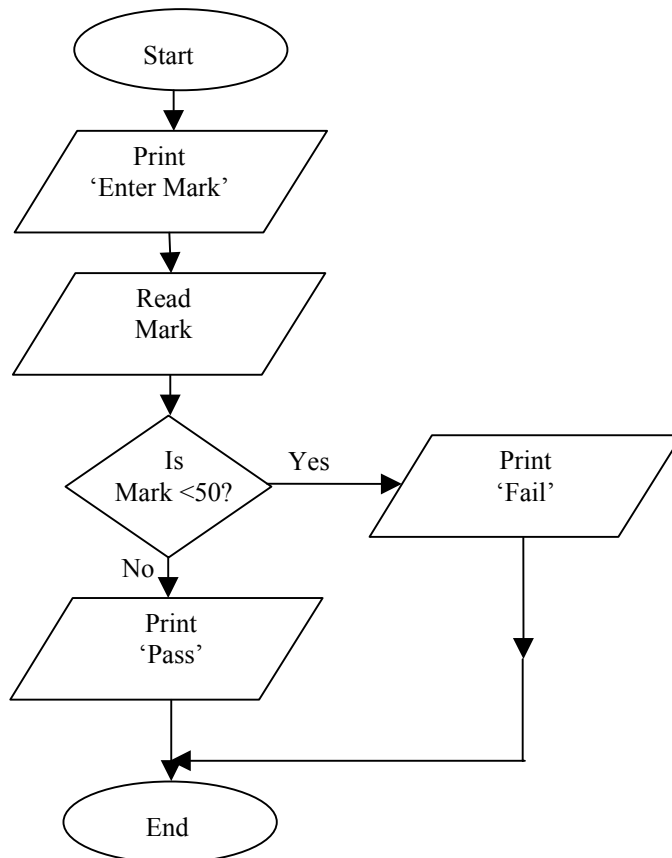 Start
Print
‘Enter Mark’
Read
Mark
Is
Mark <50?
Yes
Print
‘Fail’
No
Print
‘Pass’
End